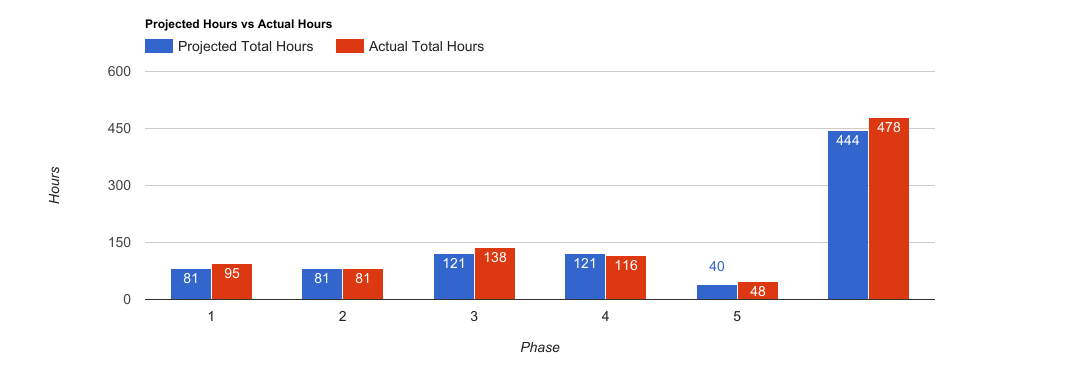 Projected Hours vs Actual Hours
Projected Total Hours Actual Total Hours
600
450
300
150
0
Hours
81 95 81 81 121 138 121 116 40 48 444 478
1 2 3 4 5
Phase